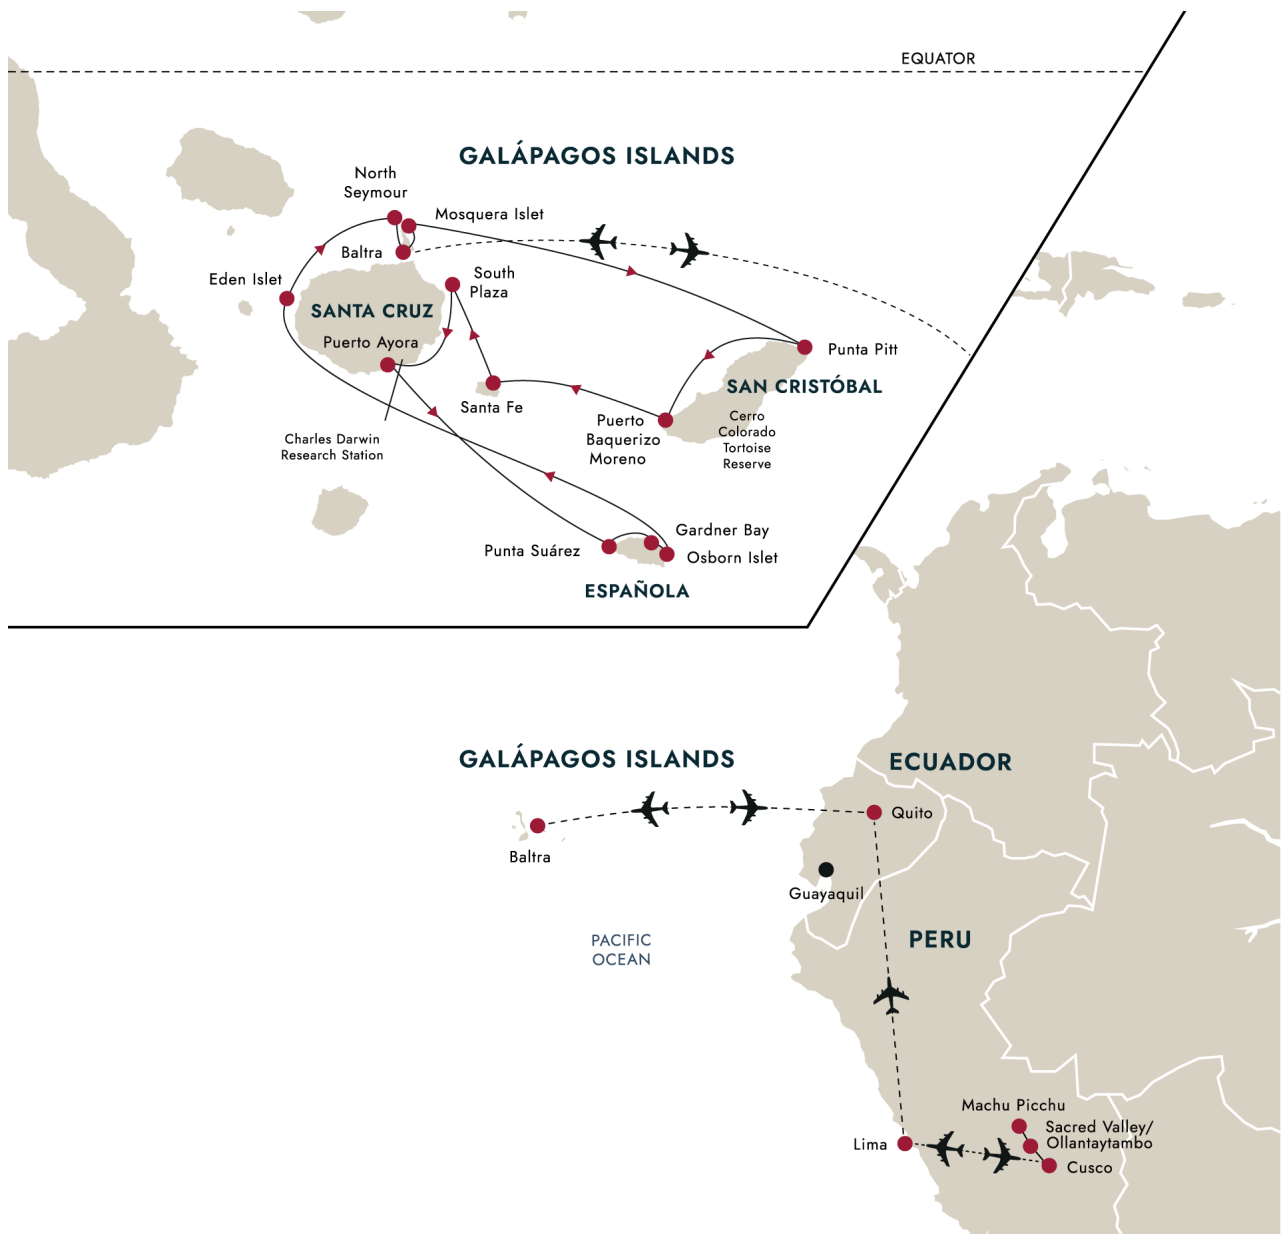 EQUATOR
GALÁPAGOS ISLANDS
North
Seymour
Mosquera Islet
Baltra
Eden Islet
South
Plaza
SANTA CRUZ
Puerto Ayora
Punta Pitt
SAN CRISTÓBAL
Santa Fe
Puerto
Baquerizo
Moreno
Cerro
Colorado
Tortoise
Reserve
Charles Darwin
Research Station
Gardner Bay
Punta Suárez
Osborn Islet
ESPAÑOLA
GALÁPAGOS ISLANDS
ECUADOR
Quito
Baltra
Guayaquil
PACIFIC
OCEAN
PERU
Machu Picchu
Sacred Valley/
Ollantaytambo
Lima
Cusco